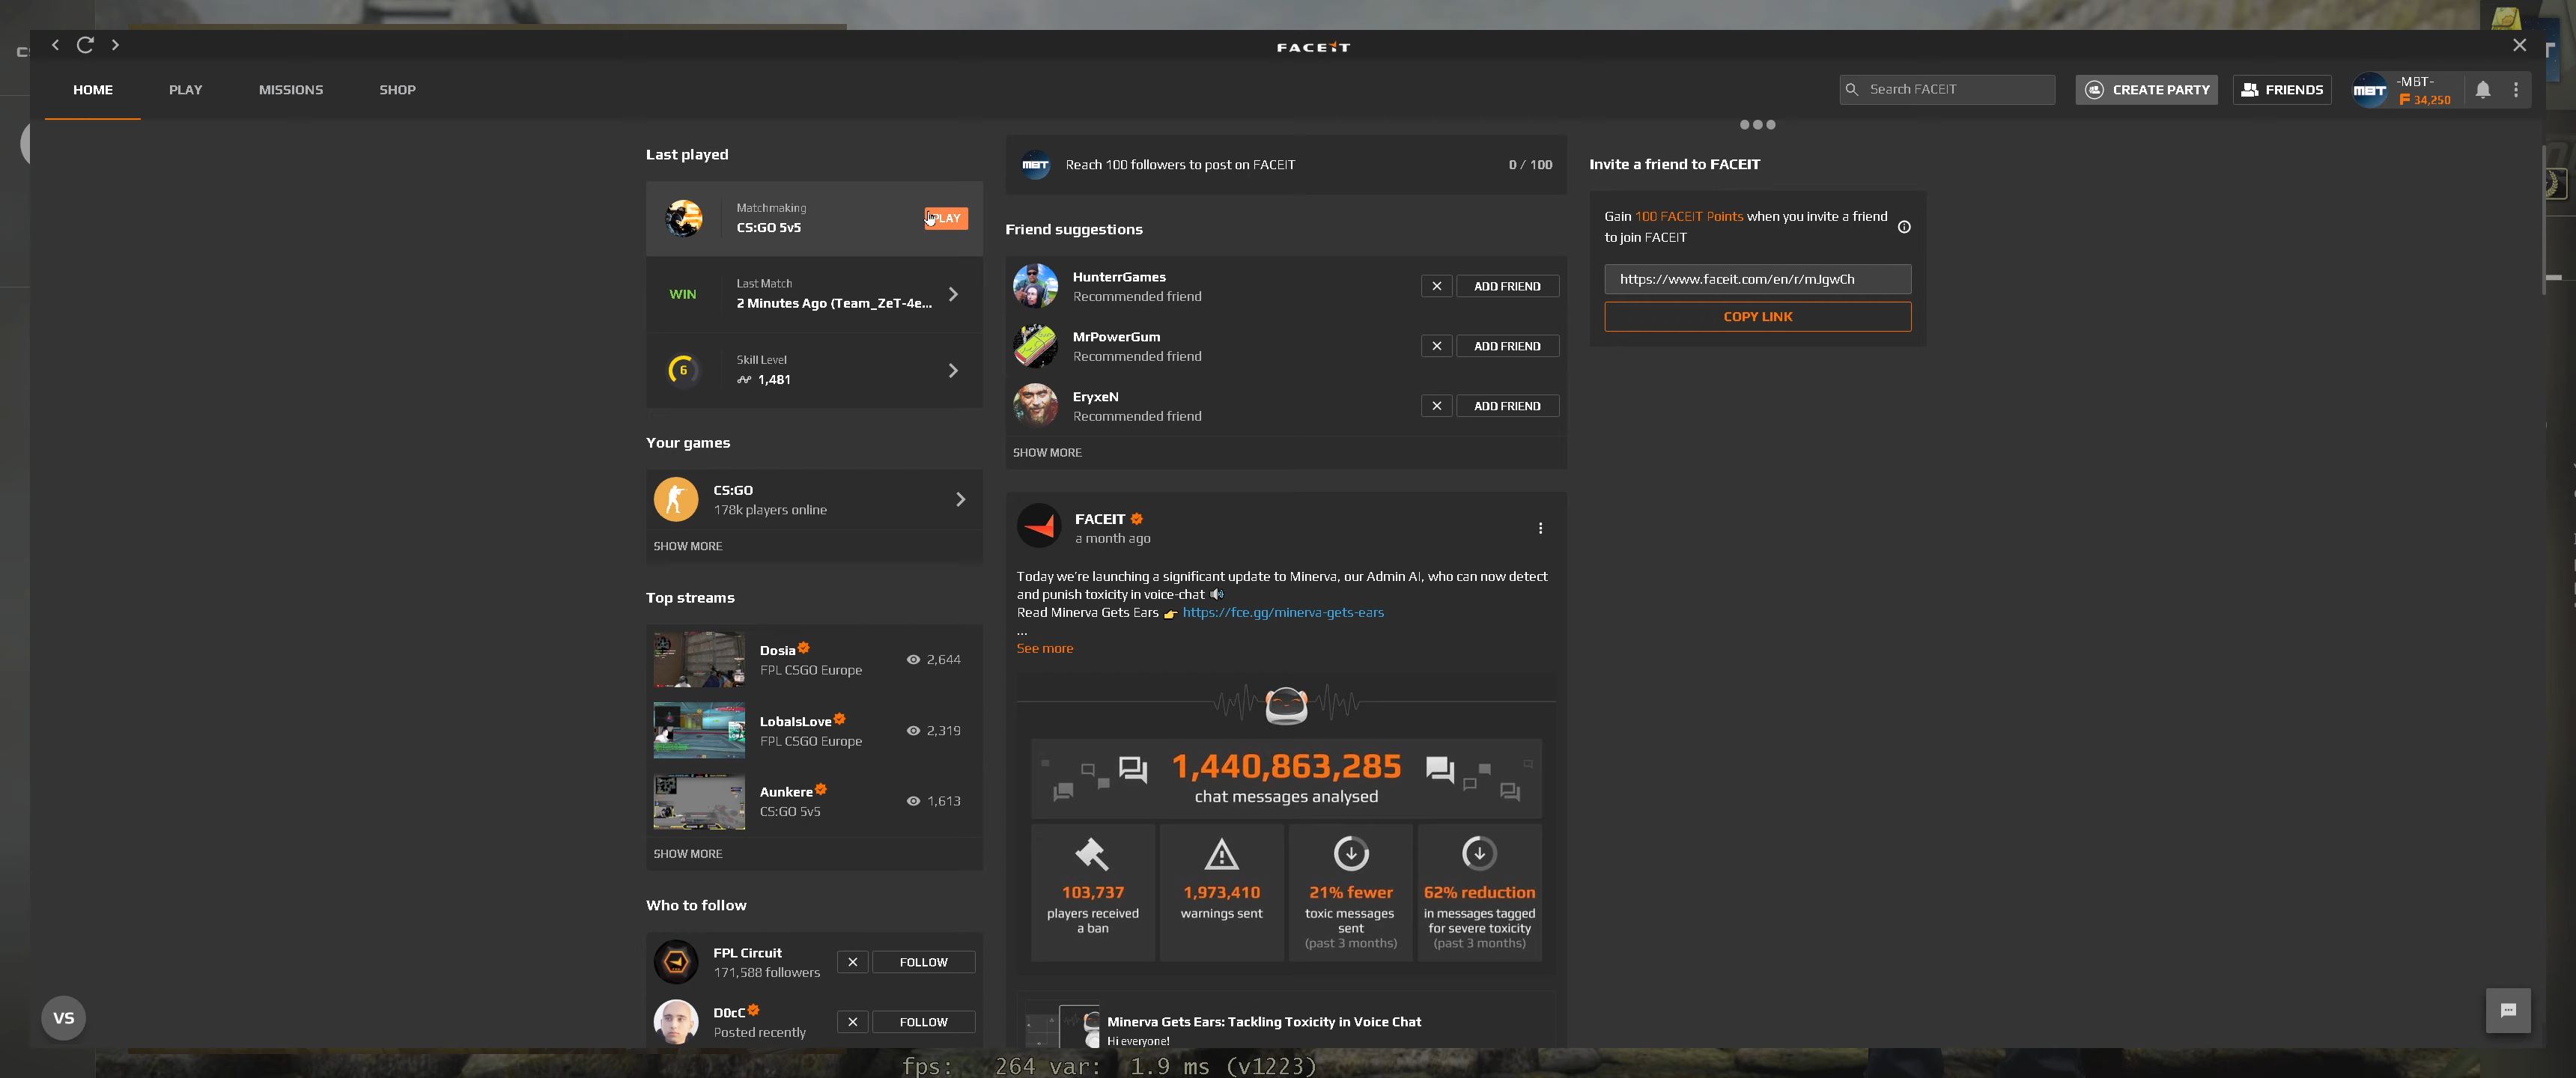 FACEIT
HOME
PLAY
MISSIONS
SHOP
Search FACEIT
CREATE PARTY
FRIENDS
MBT
-MBT-
34,250
Last played
Matchmaking
CS:GO 5v5
PLAY
WIN
Last Match
2 Minutes Ago (Team_ZeT-4e...
6
Skill Level
1,481
Your games
CS:GO
178k players online
SHOW MORE
Top streams
Dosia
FPL CSGO Europe
2,644
LobaIsLove
FPL CSGO Europe
2,319
Aunkere
CS:GO 5v5
1,613
SHOW MORE
Who to follow
FPL Circuit
171,588 followers
FOLLOW
D0cC
Posted recently
FOLLOW
MBT
Reach 100 followers to post on FACEIT
0 / 100
Friend suggestions
HunterrGames
Recommended friend
ADD FRIEND
MrPowerGum
Recommended friend
ADD FRIEND
EryxeN
Recommended friend
ADD FRIEND
SHOW MORE
FACEIT
a month ago
Today we're launching a significant update to Minerva, our Admin AI, who can now detect
and punish toxicity in voice-chat
Read Minerva Gets Ears https://fce.gg/minerva-gets-ears
...
See more
1,440,863,285
chat messages analysed
103,737
players received
a ban
1,973,410
warnings sent
21% fewer
toxic messages
sent
(past 3 months)
62% reduction
in messages tagged
for severe toxicity
(past 3 months)
Minerva Gets Ears: Tackling Toxicity in Voice Chat
Hi everyone!
Invite a friend to FACEIT
Gain 100 FACEIT Points when you invite a friend
to join FACEIT
https://www.faceit.com/en/r/mJgwCh
COPY LINK
VS
fps: 264 var: 1.9 ms (v1223)